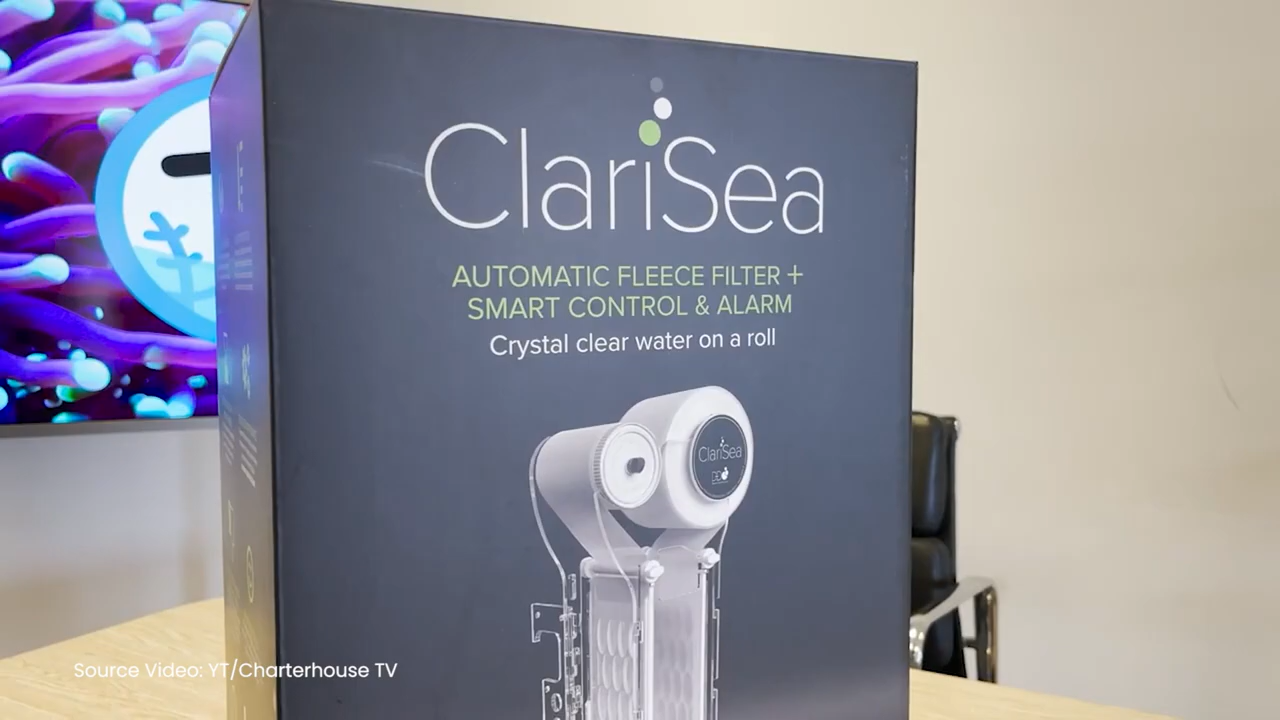 ClariSea
AUTOMATIC FLEECE FILTER +
SMART CONTROL & ALARM
Crystal clear water on a roll
ClariSea
Source Video: YT/Charterhouse TV